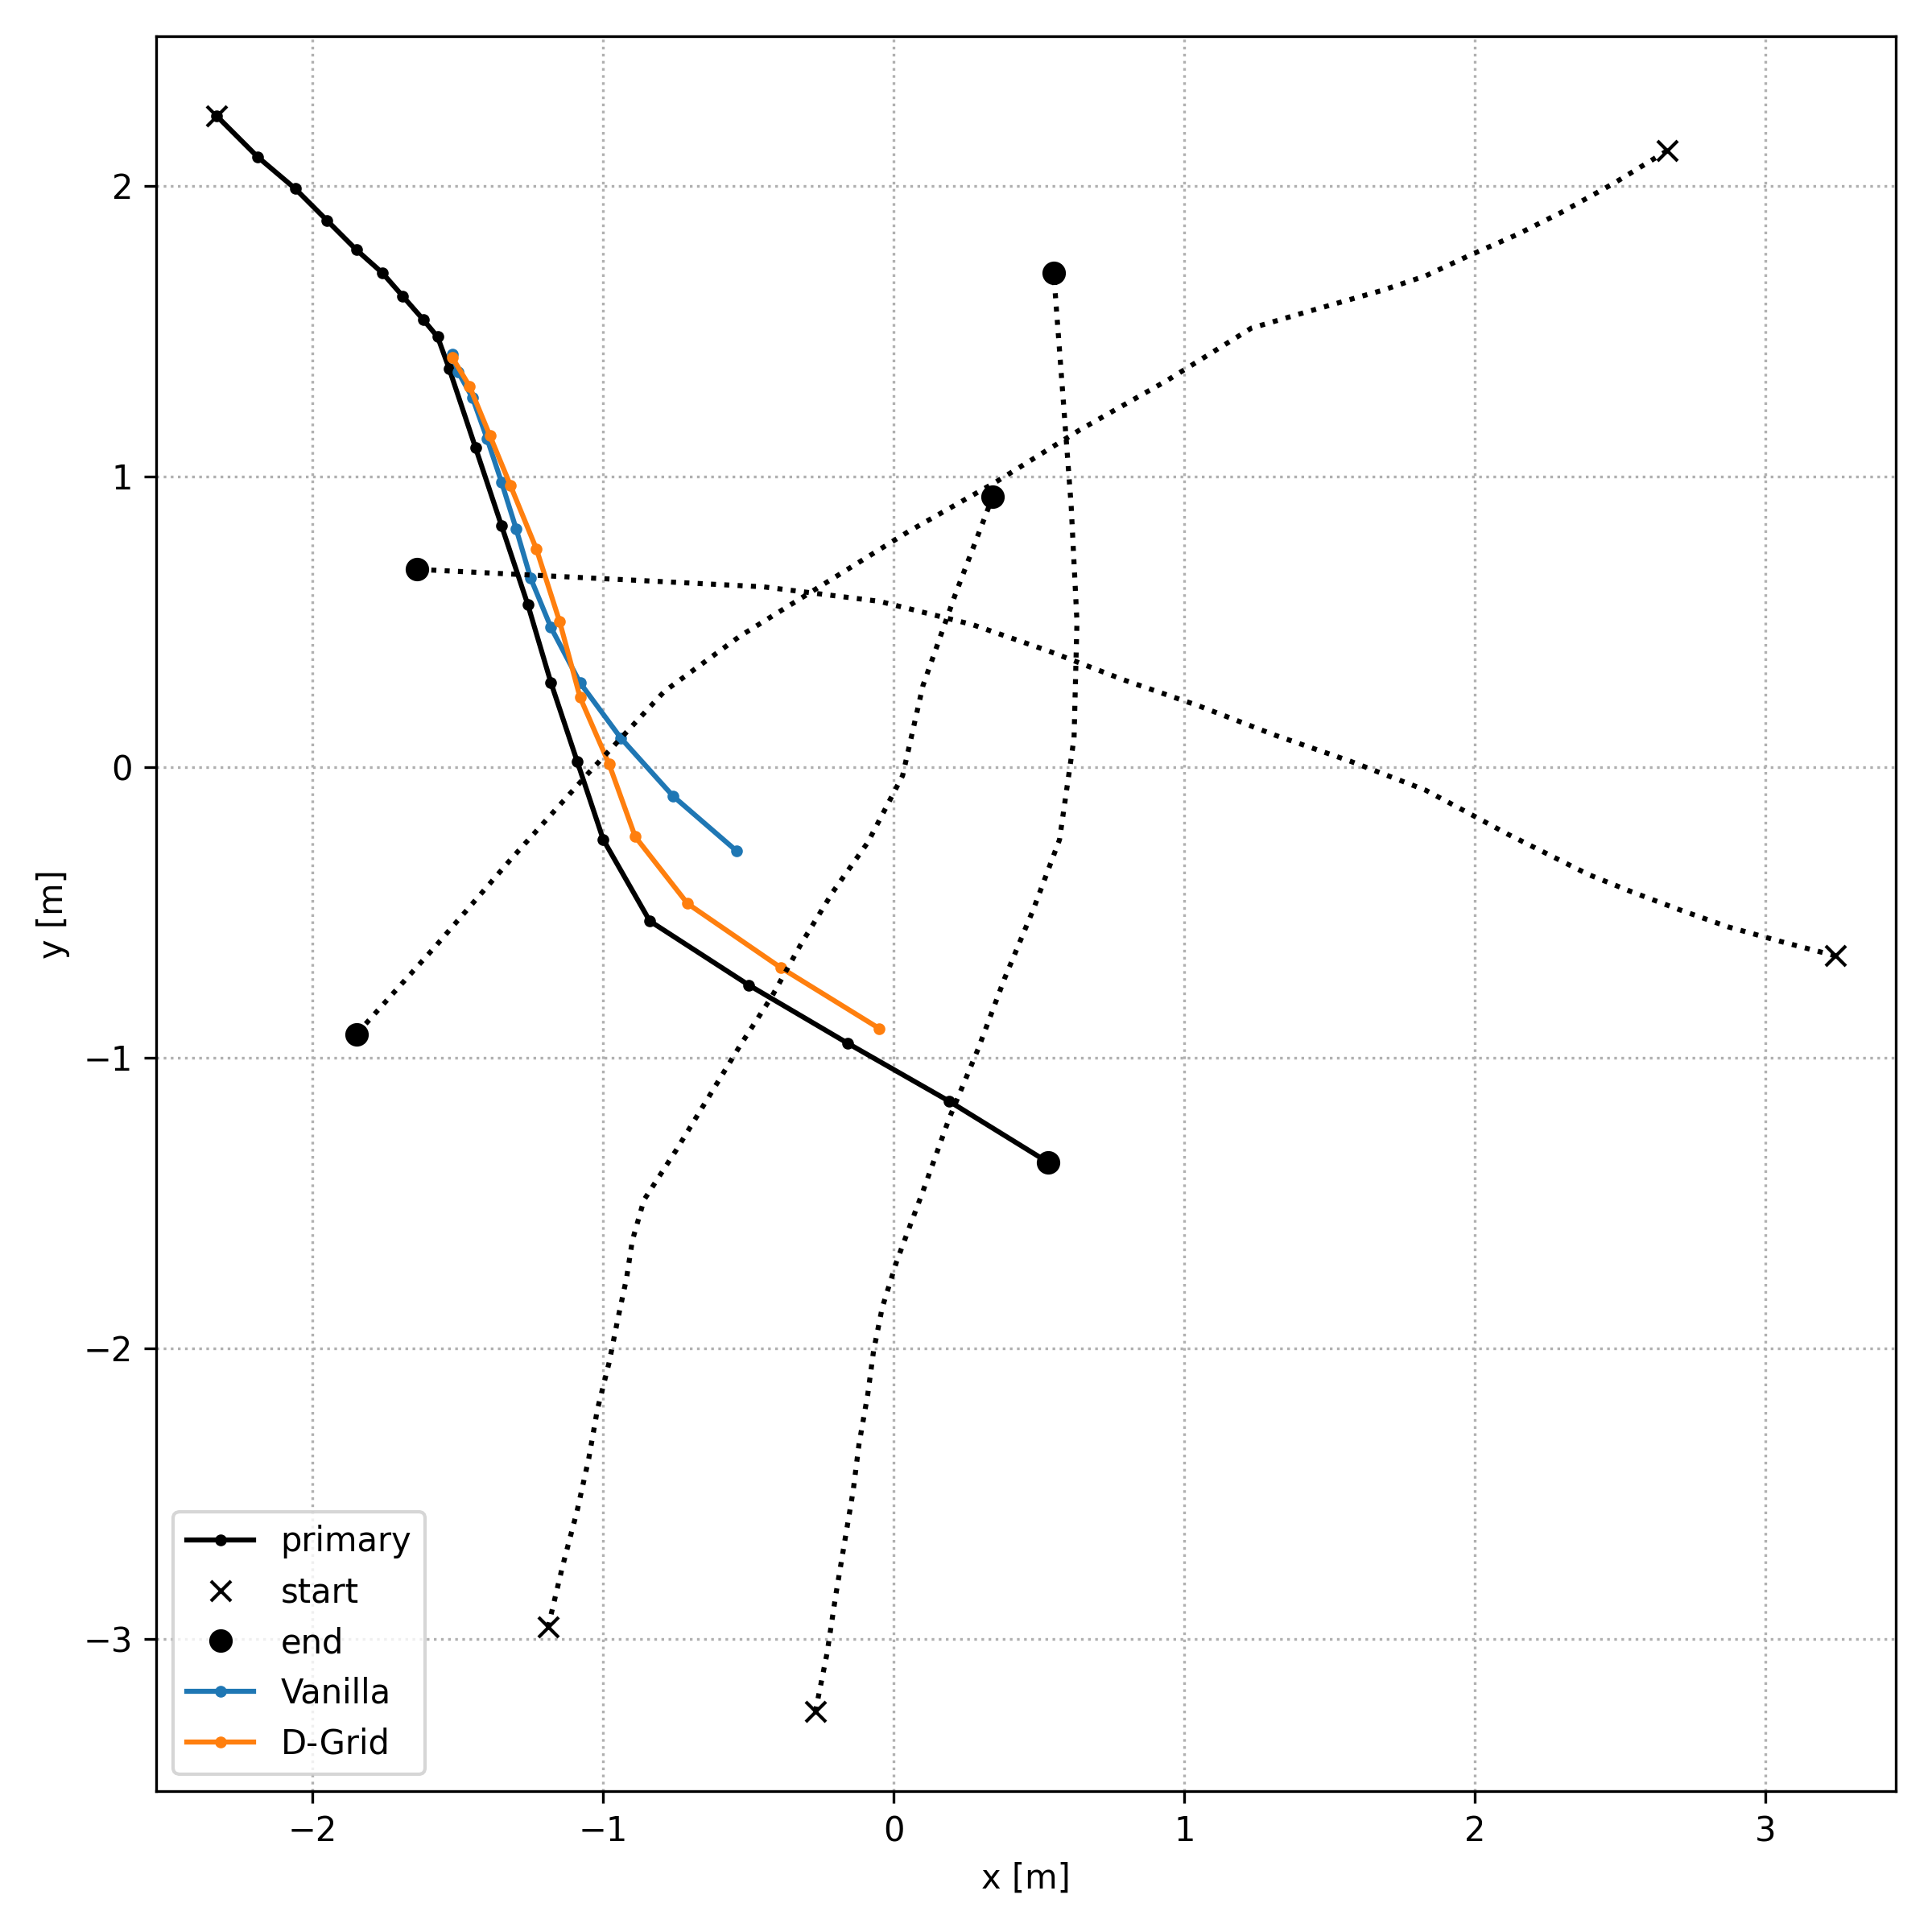 2
1
0
−1
−2
−3
y [m]
−2 −1 0 1 2 3
x [m]
primary
start
end
Vanilla
D-Grid